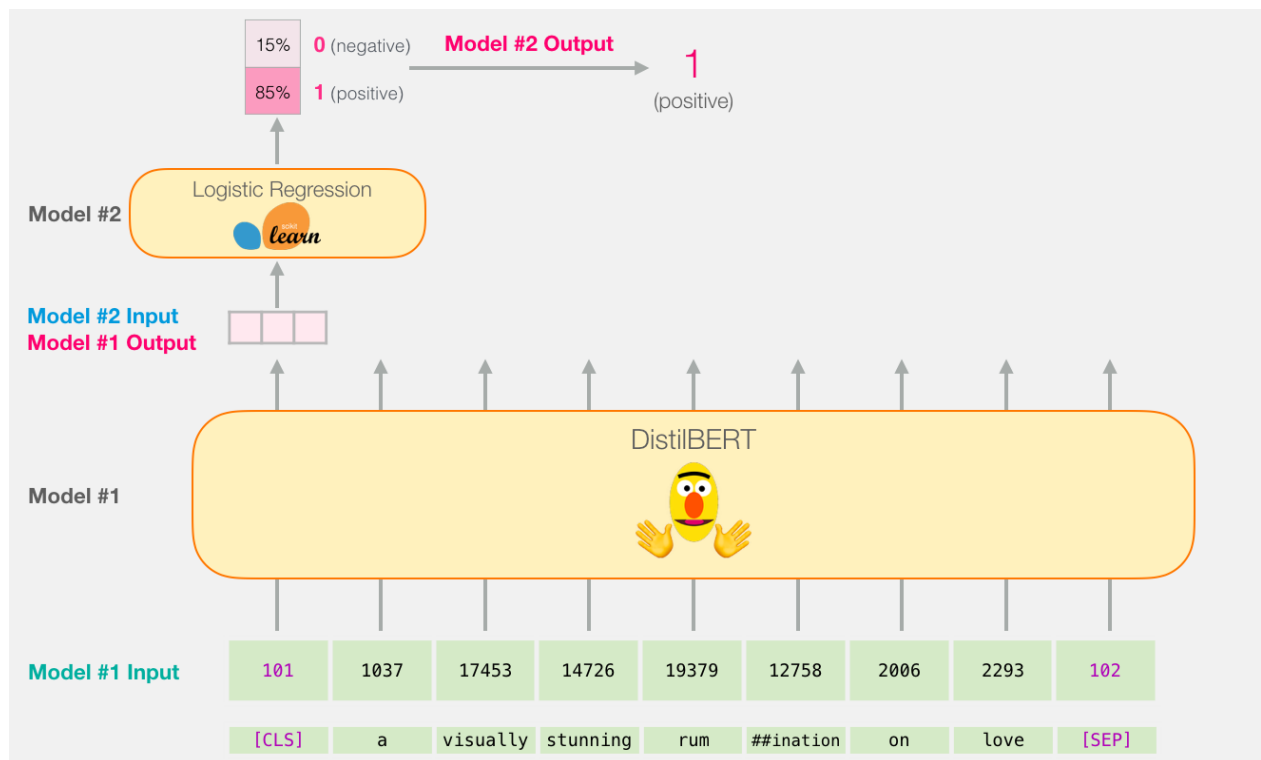 15% 0 (negative) Model #2 Output 1
85% 1 (positive) (positive)
Logistic Regression
Model #2
scikit
learn
Model #2 Input
Model #1 Output
DistilBERT
Model #1
Model #1 Input 101 1037 17453 14726 19379 12758 2006 2293 102
[CLS] a visually stunning rum ##ination on love [SEP]